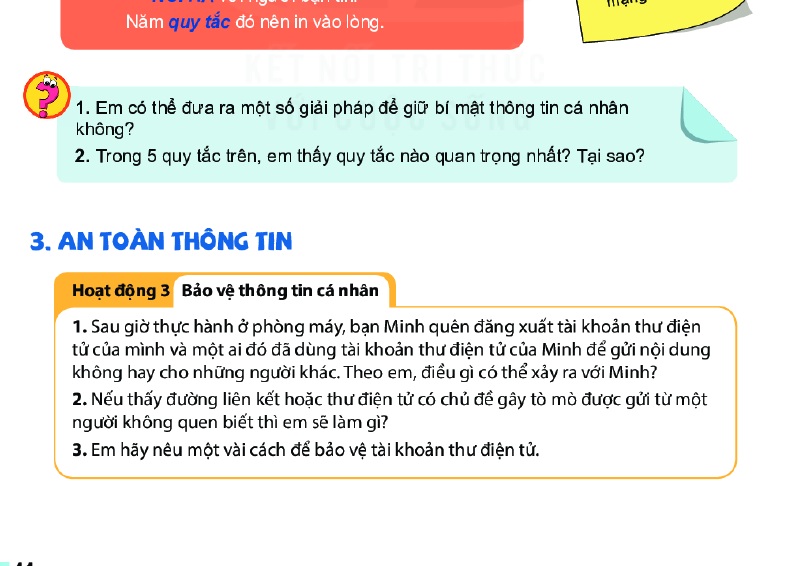 Năm quy tắc đó nên in vào lòng.
mạng
KẾT NỐI TRI THỨC
VỚI CUỘC SỐNG
1. Em có thể đưa ra một số giải pháp để giữ bí mật thông tin cá nhân
không?
2. Trong 5 quy tắc trên, em thấy quy tắc nào quan trọng nhất? Tại sao?
3. AN TOÀN THÔNG TIN
Hoạt động 3 Bảo vệ thông tin cá nhân
1. Sau giờ thực hành ở phòng máy, bạn Minh quên đăng xuất tài khoản thư điện
tử của mình và một ai đó đã dùng tài khoản thư điện tử của Minh để gửi nội dung
không hay cho những người khác. Theo em, điều gì có thể xảy ra với Minh?
2. Nếu thấy đường liên kết hoặc thư điện tử có chủ đề gây tò mò được gửi từ một
người không quen biết thì em sẽ làm gì?
3. Em hãy nêu một vài cách để bảo vệ tài khoản thư điện tử.